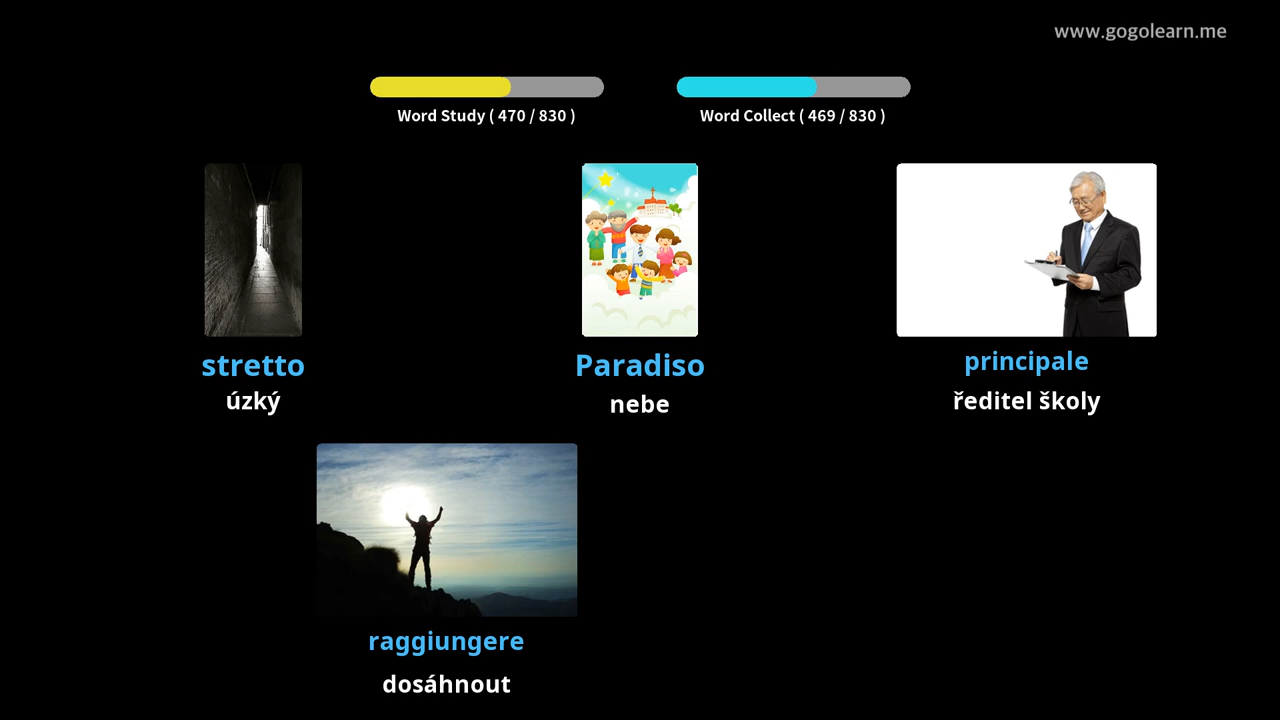 www.gogolearn.me
Word Study ( 470 / 830 )
Word Collect ( 469 / 830 )
stretto
úzký
Paradiso
nebe
principale
ředitel školy
raggiungere
dosáhnout